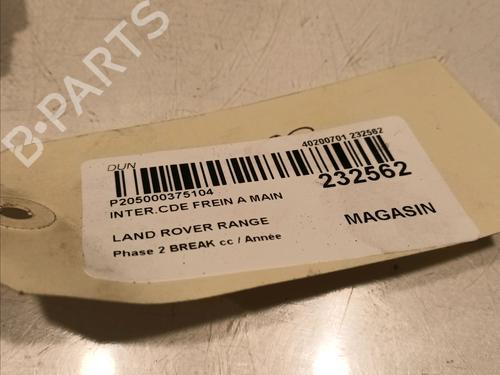 B-PARTS
DUN
40200701 232562
P205000375104
232562
INTER.CDE FREIN A MAIN
LAND ROVER RANGE
MAGASIN
Phase 2 BREAK cc / Année